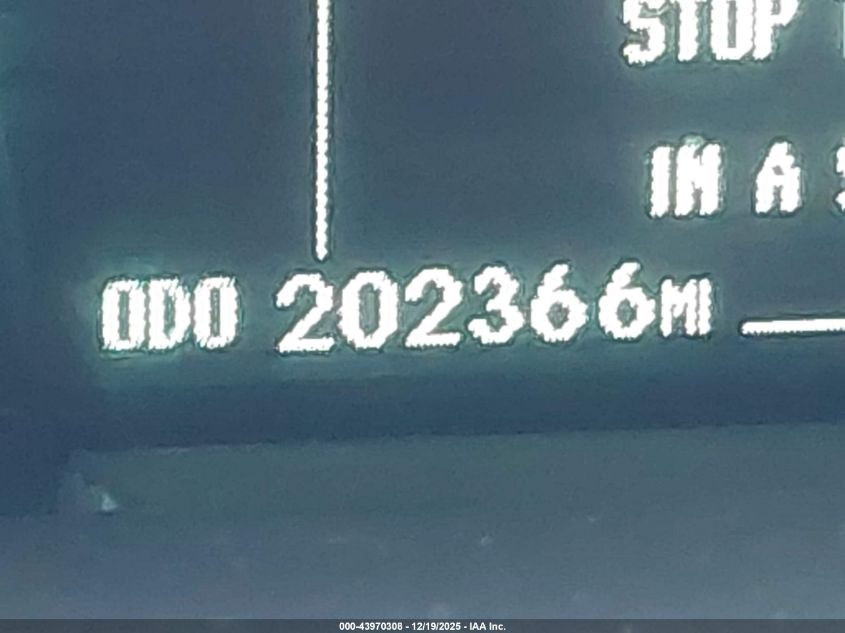 STOP
IN A
ODO 202366MI
000-43970308 - 12/19/2025 - IAA Inc.